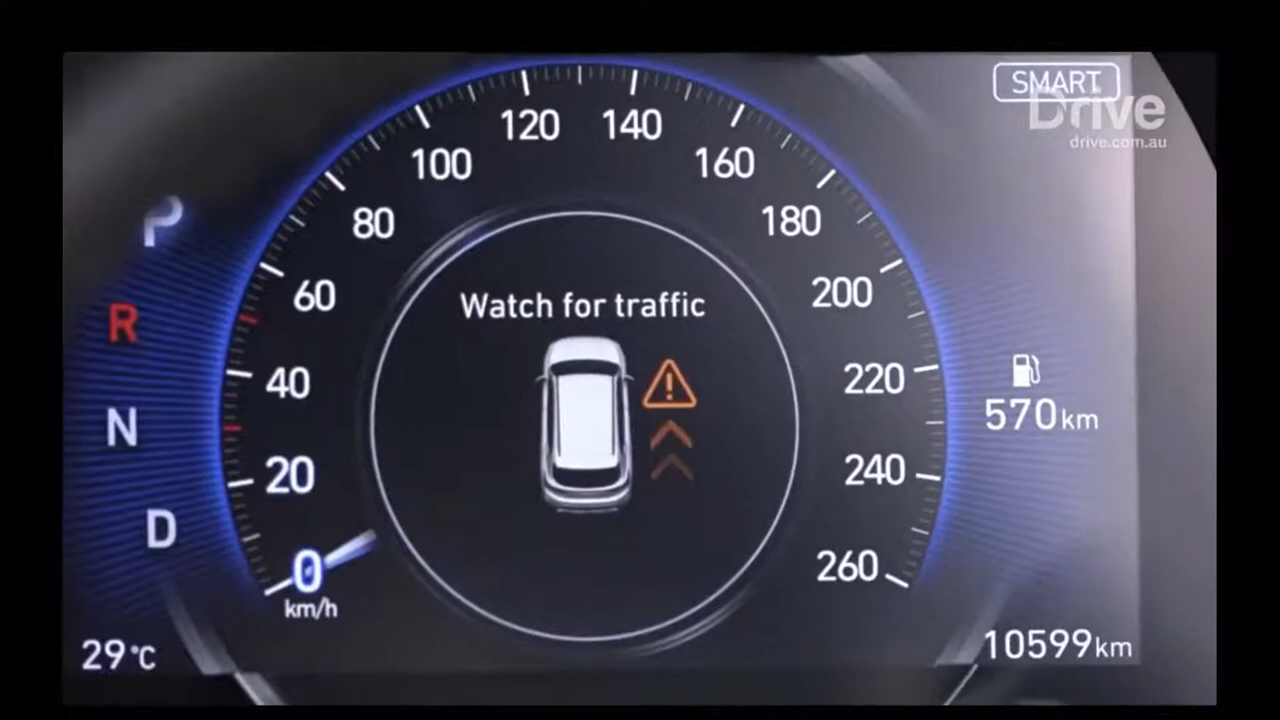 SMART
Drive
drive.com.au
120 140
100 160
80 180
60 200
40 220
20 240
0 260
km/h
P
R
N
D
Watch for traffic
570km
29°C
10599km